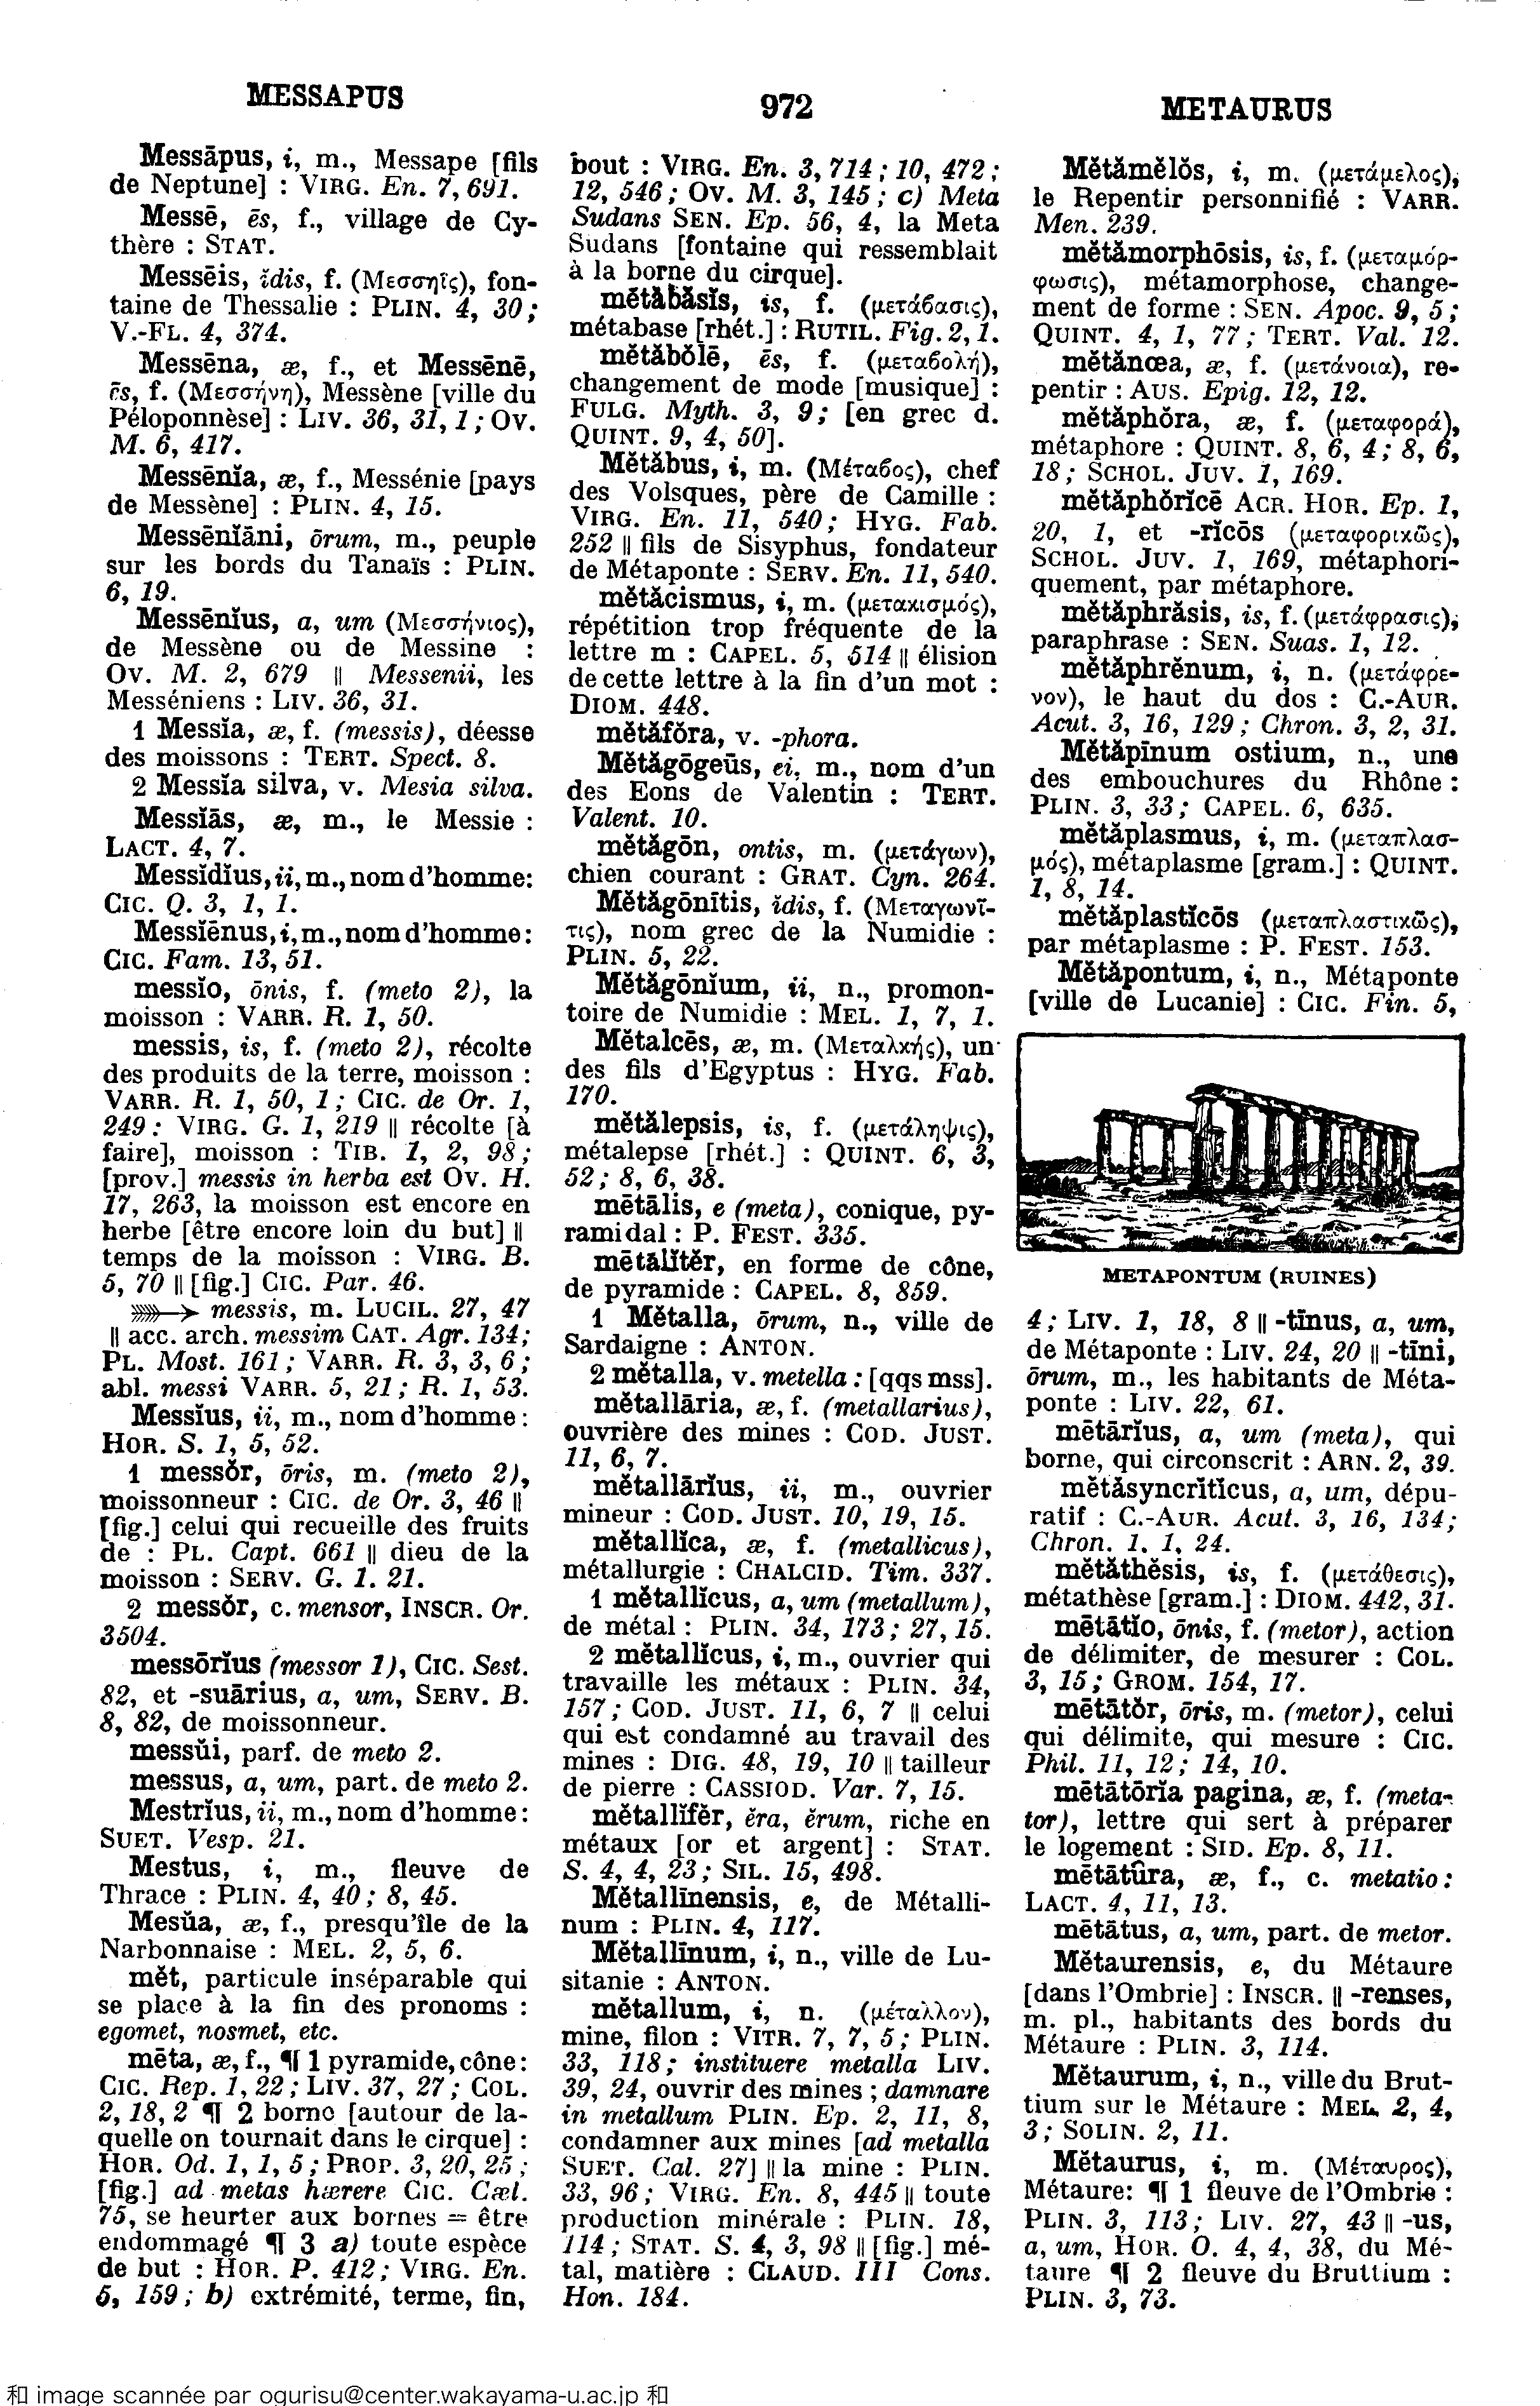 MESSAPUS
972
METAURUS
Messāpus, i, m., Messape [fils
de Neptune] : VIRG. En. 7, 691.
Messē, ēs, f., village de Cy-
thère : STAT.
Messēis, ĭdis, f. (Μεσσηΐς), fon-
taine de Thessalie : PLIN. 4, 30 ;
V.-FL. 4, 374.
Messēna, æ, f., et Messēnē,
ēs, f. (Μεσσήνη), Messène [ville du
Péloponnèse] : LIV. 36, 31, 1 ; OV.
M. 6, 417.
Messēnĭa, æ, f., Messénie [pays
de Messène] : PLIN. 4, 15.
Messēnĭāni, ōrum, m., peuple
sur les bords du Tanaïs : PLIN.
6, 19.
Messēnĭus, a, um (Μεσσήνιος),
de Messène ou de Messine :
OV. M. 2, 679 || Messenii, les
Messéniens : LIV. 36, 31.
1 Messĭa, æ, f. (messis), déesse
des moissons : TERT. Spect. 8.
2 Messĭa silva, v. Mesia silva.
Messīās, æ, m., le Messie :
LACT. 4, 7.
Messĭdĭus, ii, m., nom d'homme :
CIC. Q. 3, 1, 1.
Messĭēnus, i, m., nom d'homme :
CIC. Fam. 13, 51.
messĭo, ōnis, f. (meto 2), la
moisson : VARR. R. 1, 50.
messis, is, f. (meto 2), récolte
des produits de la terre, moisson :
VARR. R. 1, 50, 1 ; CIC. de Or. 1,
249 : VIRG. G. 1, 219 || récolte [à
faire], moisson : TIB. 1, 2, 98 ;
[prov.] messis in herba est OV. H.
17, 263, la moisson est encore en
herbe [être encore loin du but] ||
temps de la moisson : VIRG. B.
5, 70 || [fig.] CIC. Par. 46.
messis, m. LUCIL. 27, 47
|| acc. arch. messim CAT. Agr. 134 ;
PL. Most. 161 ; VARR. R. 3, 3, 6 ;
abl. messi VARR. 5, 21 ; R. 1, 53.
Messĭus, ii, m., nom d'homme :
HOR. S. 1, 5, 52.
1 messŏr, ōris, m. (meto 2),
moissonneur : CIC. de Or. 3, 46 ||
[fig.] celui qui recueille des fruits
de : PL. Capt. 661 || dieu de la
moisson : SERV. G. 1. 21.
2 messŏr, c. mensor, INSCR. Or.
3504.
messōrĭus (messor 1), CIC. Sest.
82, et -suārius, a, um, SERV. B.
8, 82, de moissonneur.
messŭi, parf. de meto 2.
messus, a, um, part. de meto 2.
Mestrĭus, ii, m., nom d'homme :
SUET. Vesp. 21.
Mestus, i, m., fleuve de
Thrace : PLIN. 4, 40 ; 8, 45.
Mesŭa, æ, f., presqu'île de la
Narbonnaise : MEL. 2, 5, 6.
mĕt, particule inséparable qui
se place à la fin des pronoms :
egomet, nosmet, etc.
mēta, æ, f., ¶ 1 pyramide, cône :
CIC. Rep. 1, 22 ; LIV. 37, 27 ; COL.
2, 18, 2 ¶ 2 borne [autour de la-
quelle on tournait dans le cirque] :
HOR. Od. 1, 1, 5 ; PROP. 3, 20, 25 ;
[fig.] ad metas hærere CIC. Cæl.
75, se heurter aux bornes = être
endommagé ¶ 3 a) toute espèce
de but : HOR. P. 412 ; VIRG. En.
5, 159 ; b) extrémité, terme, fin,
bout : VIRG. En. 3, 714 ; 10, 472 ;
12, 546 ; OV. M. 3, 145 ; c) Meta
Sudans SEN. Ep. 56, 4, la Meta
Sudans [fontaine qui ressemblait
à la borne du cirque].
mĕtăbăsĭs, is, f. (μετάϐασις),
métabase [rhét.] : RUTIL. Fig. 2, 1.
mĕtăbŏlē, ēs, f. (μεταϐολή),
changement de mode [musique] :
FULG. Myth. 3, 9 ; [en grec d.
QUINT. 9, 4, 50].
Mĕtăbus, i, m. (Μέταϐος), chef
des Volsques, père de Camille :
VIRG. En. 11, 540 ; HYG. Fab.
252 || fils de Sisyphus, fondateur
de Métaponte : SERV. En. 11, 540.
mĕtăcismus, i, m. (μετακισμός),
répétition trop fréquente de la
lettre m : CAPEL. 5, 514 || élision
de cette lettre à la fin d'un mot :
DIOM. 448.
mĕtăfŏra, v. -phora.
Mĕtăgōgeūs, ei, m., nom d'un
des Eons de Valentin : TERT.
Valent. 10.
mĕtăgōn, ontis, m. (μετάγων),
chien courant : GRAT. Cyn. 264.
Mĕtăgōnītis, ĭdis, f. (Μεταγωνῖ-
τις), nom grec de la Numidie :
PLIN. 5, 22.
Mĕtăgōnĭum, ii, n., promon-
toire de Numidie : MEL. 1, 7, 1.
Mĕtalcēs, æ, m. (Μεταλκής), un
des fils d'Egyptus : HYG. Fab.
170.
mĕtălepsis, is, f. (μετάληψις),
métalepse [rhét.] : QUINT. 6, 3,
52 ; 8, 6, 38.
mētālis, e (meta), conique, py-
ramidal : P. FEST. 335.
mētālĭtĕr, en forme de cône,
de pyramide : CAPEL. 8, 859.
1 Mĕtalla, ōrum, n., ville de
Sardaigne : ANTON.
2 mĕtalla, v. metella : [qqs mss].
mĕtallāria, æ, f. (metallarius),
ouvrière des mines : COD. JUST.
11, 6, 7.
mĕtallārĭus, ii, m., ouvrier
mineur : COD. JUST. 10, 19, 15.
mĕtallĭca, æ, f. (metallicus),
métallurgie : CHALCID. Tim. 337.
1 mĕtallĭcus, a, um (metallum),
de métal : PLIN. 34, 173 ; 27, 15.
2 mĕtallĭcus, i, m., ouvrier qui
travaille les métaux : PLIN. 34,
157 ; COD. JUST. 11, 6, 7 || celui
qui est condamné au travail des
mines : DIG. 48, 19, 10 || tailleur
de pierre : CASSIOD. Var. 7, 15.
mĕtallĭfĕr, ĕra, ĕrum, riche en
métaux [or et argent] : STAT.
S. 4, 4, 23 ; SIL. 15, 498.
Mĕtallīnensis, e, de Métalli-
num : PLIN. 4, 117.
Mĕtallīnum, i, n., ville de Lu-
sitanie : ANTON.
mĕtallum, i, n. (μέταλλον),
mine, filon : VITR. 7, 7, 5 ; PLIN.
33, 118 ; instituere metalla LIV.
39, 24, ouvrir des mines ; damnare
in metallum PLIN. Ep. 2, 11, 8,
condamner aux mines [ad metalla
SUET. Cal. 27] || la mine : PLIN.
33, 96 ; VIRG. En. 8, 445 || toute
production minérale : PLIN. 18,
114 ; STAT. S. 4, 3, 98 || [fig.] mé-
tal, matière : CLAUD. III Cons.
Hon. 184.
Mĕtămĕlŏs, i, m. (μετάμελος),
le Repentir personnifié : VARR.
Men. 239.
mĕtămorphōsis, is, f. (μεταμόρ-
φωσις), métamorphose, change-
ment de forme : SEN. Apoc. 9, 5 ;
QUINT. 4, 1, 77 ; TERT. Val. 12.
mĕtănœa, æ, f. (μετάνοια), re-
pentir : AUS. Epig. 12, 12.
mĕtăphŏra, æ, f. (μεταφορά),
métaphore : QUINT. 8, 6, 4 ; 8, 6,
18 ; SCHOL. JUV. 1, 169.
mĕtăphŏrĭcē ACR. HOR. Ep. 1,
20, 1, et -rĭcōs (μεταφορικῶς),
SCHOL. JUV. 1, 169, métaphori-
quement, par métaphore.
mĕtăphrăsis, is, f. (μετάφρασις),
paraphrase : SEN. Suas. 1, 12.
mĕtăphrĕnum, i, n. (μετάφρε-
νον), le haut du dos : C.-AUR.
Acut. 3, 16, 129 ; Chron. 3, 2, 31.
Mĕtăpīnum ostium, n., une
des embouchures du Rhône :
PLIN. 3, 33 ; CAPEL. 6, 635.
mĕtăplasmus, i, m. (μεταπλασ-
μός), métaplasme [gram.] : QUINT.
1, 8, 14.
mĕtăplastĭcōs (μεταπλαστικῶς),
par métaplasme : P. FEST. 153.
Mĕtăpontum, i, n., Métaponte
[ville de Lucanie] : CIC. Fin. 5,
METAPONTUM (RUINES)
4 ; LIV. 1, 18, 8 || -tīnus, a, um,
de Métaponte : LIV. 24, 20 || -tīni,
ōrum, m., les habitants de Méta-
ponte : LIV. 22, 61.
mētārĭus, a, um (meta), qui
borne, qui circonscrit : ARN. 2, 39.
mĕtăsyncrĭtĭcus, a, um, dépu-
ratif : C.-AUR. Acut. 3, 16, 134 ;
Chron. 1, 1, 24.
mĕtăthĕsis, is, f. (μετάθεσις),
métathèse [gram.] : DIOM. 442, 31.
mētātĭo, ōnis, f. (metor), action
de délimiter, de mesurer : COL.
3, 15 ; GROM. 154, 17.
mētātŏr, ōris, m. (metor), celui
qui délimite, qui mesure : CIC.
Phil. 11, 12 ; 14, 10.
mētātōrĭa pagina, æ, f. (meta-
tor), lettre qui sert à préparer
le logement : SID. Ep. 8, 11.
mētātūra, æ, f., c. metatio :
LACT. 4, 11, 13.
mētātus, a, um, part. de metor.
Mĕtaurensis, e, du Métaure
[dans l'Ombrie] : INSCR. || -renses,
m. pl., habitants des bords du
Métaure : PLIN. 3, 114.
Mĕtaurum, i, n., ville du Brut-
tium sur le Métaure : MEL. 2, 4,
3 ; SOLIN. 2, 11.
Mĕtaurus, i, m. (Μέταυρος),
Métaure : ¶ 1 fleuve de l'Ombrie :
PLIN. 3, 113 ; LIV. 27, 43 || -us,
a, um, HOR. O. 4, 4, 38, du Mé-
taure ¶ 2 fleuve du Bruttium :
PLIN. 3, 73.
和 image scannée par ogurisu@center.wakayama-u.ac.jp 和